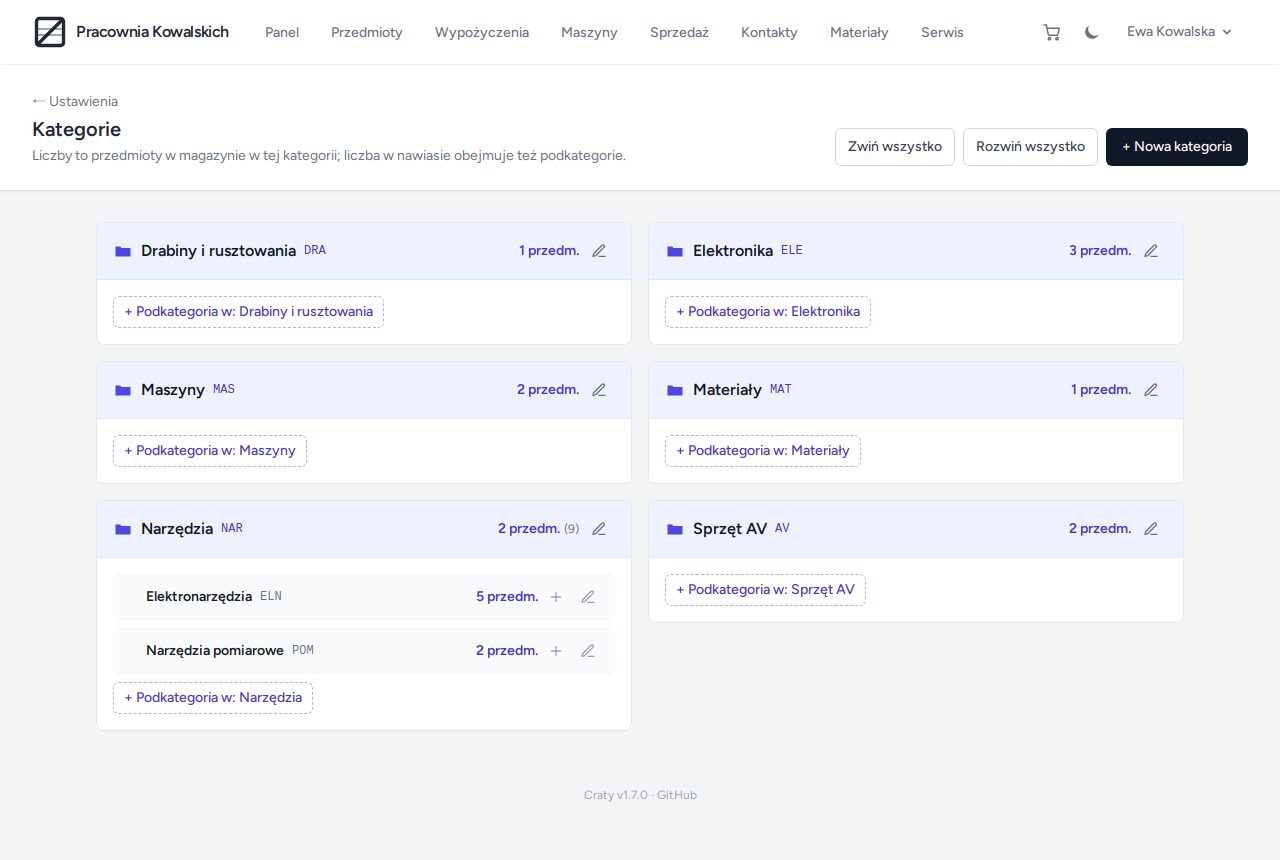 Pracownia Kowalskich Panel Przedmioty Wypożyczenia Maszyny Sprzedaż Kontakty Materiały Serwis Ewa Kowalska
← Ustawienia
Kategorie
Liczby to przedmioty w magazynie w tej kategorii; liczba w nawiasie obejmuje też podkategorie.
Zwiń wszystko Rozwiń wszystko + Nowa kategoria
Drabiny i rusztowania DRA 1 przedm.
+ Podkategoria w: Drabiny i rusztowania
Elektronika ELE 3 przedm.
+ Podkategoria w: Elektronika
Maszyny MAS 2 przedm.
+ Podkategoria w: Maszyny
Materiały MAT 1 przedm.
+ Podkategoria w: Materiały
Narzędzia NAR 2 przedm. (9)
Elektronarzędzia ELN 5 przedm. +
Narzędzia pomiarowe POM 2 przedm. +
+ Podkategoria w: Narzędzia
Sprzęt AV AV 2 przedm.
+ Podkategoria w: Sprzęt AV
Craty v1.7.0 · GitHub